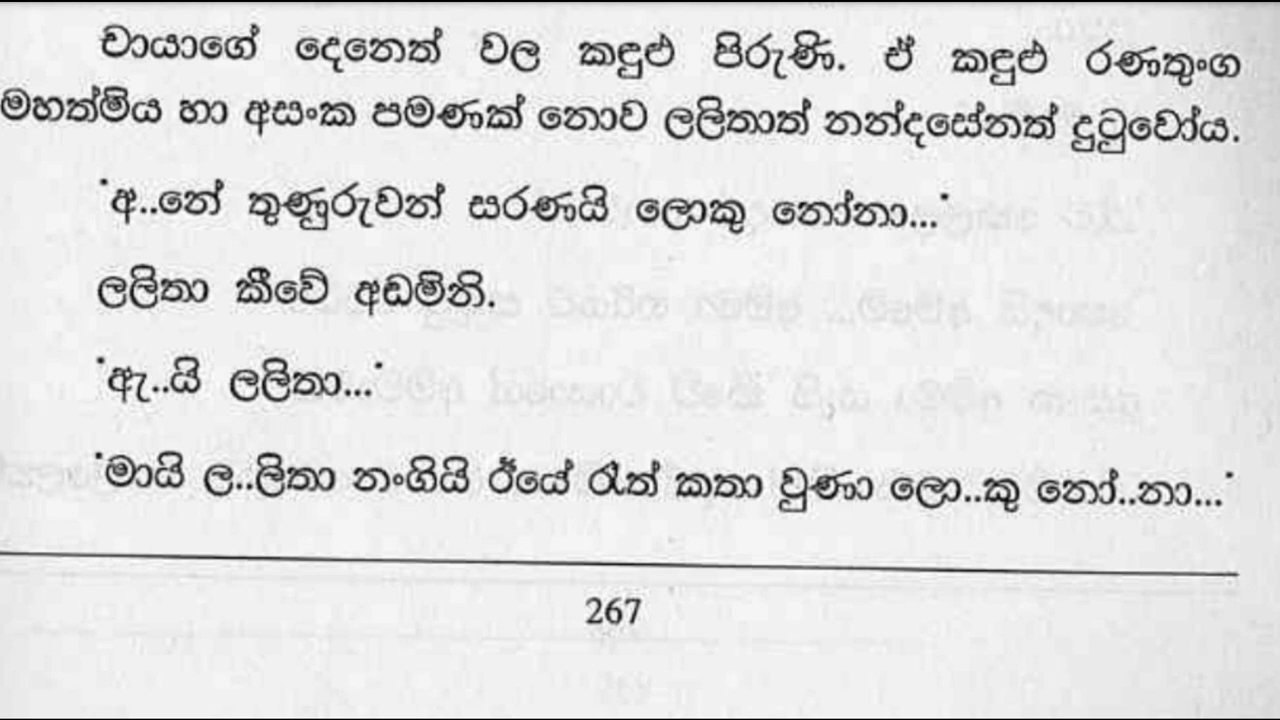 චායාගේ දෙනෙත් වල කඳුළු පිරුණි. ඒ කඳුළු රණතුංග
මහත්මිය හා අසංක පමණක් නොව ලලිතාත් නන්දසේනත් දුටුවෝය.
'අ..නේ තුණුරුවන් සරණයි ලොකු නෝනා...'
ලලිතා කීවේ අඩමිනි.
'ඇ..යි ලලිතා...'
'මායි ල..ලිතා නංගියි ඊයේ රෑත් කතා වුණා ලො..කු නෝ..නා...'
267